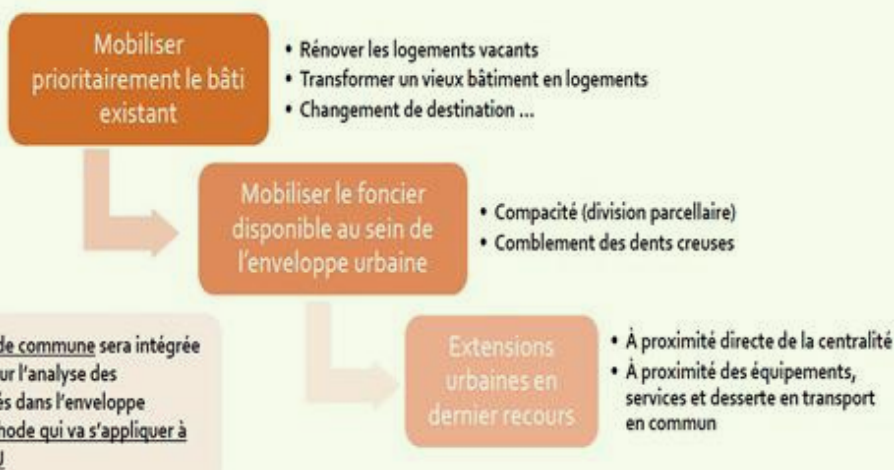 Mobiliser
prioritairement le bâti
existant
• Rénover les logements vacants
• Transformer un vieux bâtiment en logements
• Changement de destination ...
Mobiliser le foncier
disponible au sein de
l'enveloppe urbaine
• Compacité (division parcellaire)
• Comblement des dents creuses
Extensions
urbaines en
dernier recours
• À proximité directe de la centralité
• À proximité des équipements,
services et desserte en transport
en commun
de commune sera intégrée
ur l'analyse des
és dans l'enveloppe
hode qui va s'appliquer à